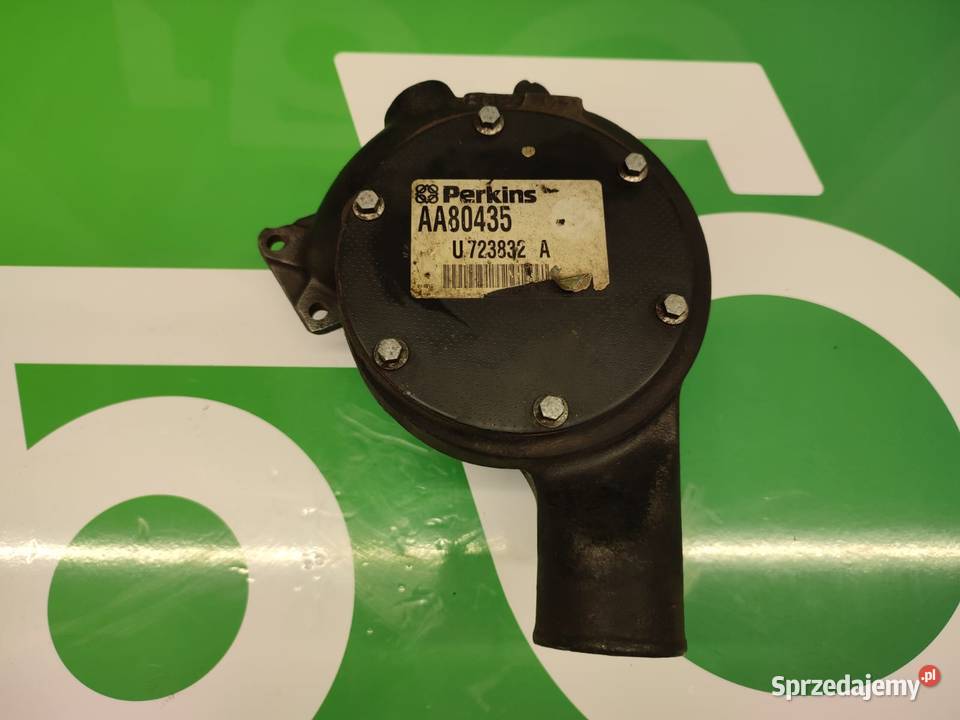 Perkins
AA80435
U 723832 A
Sprzedajemy.pl